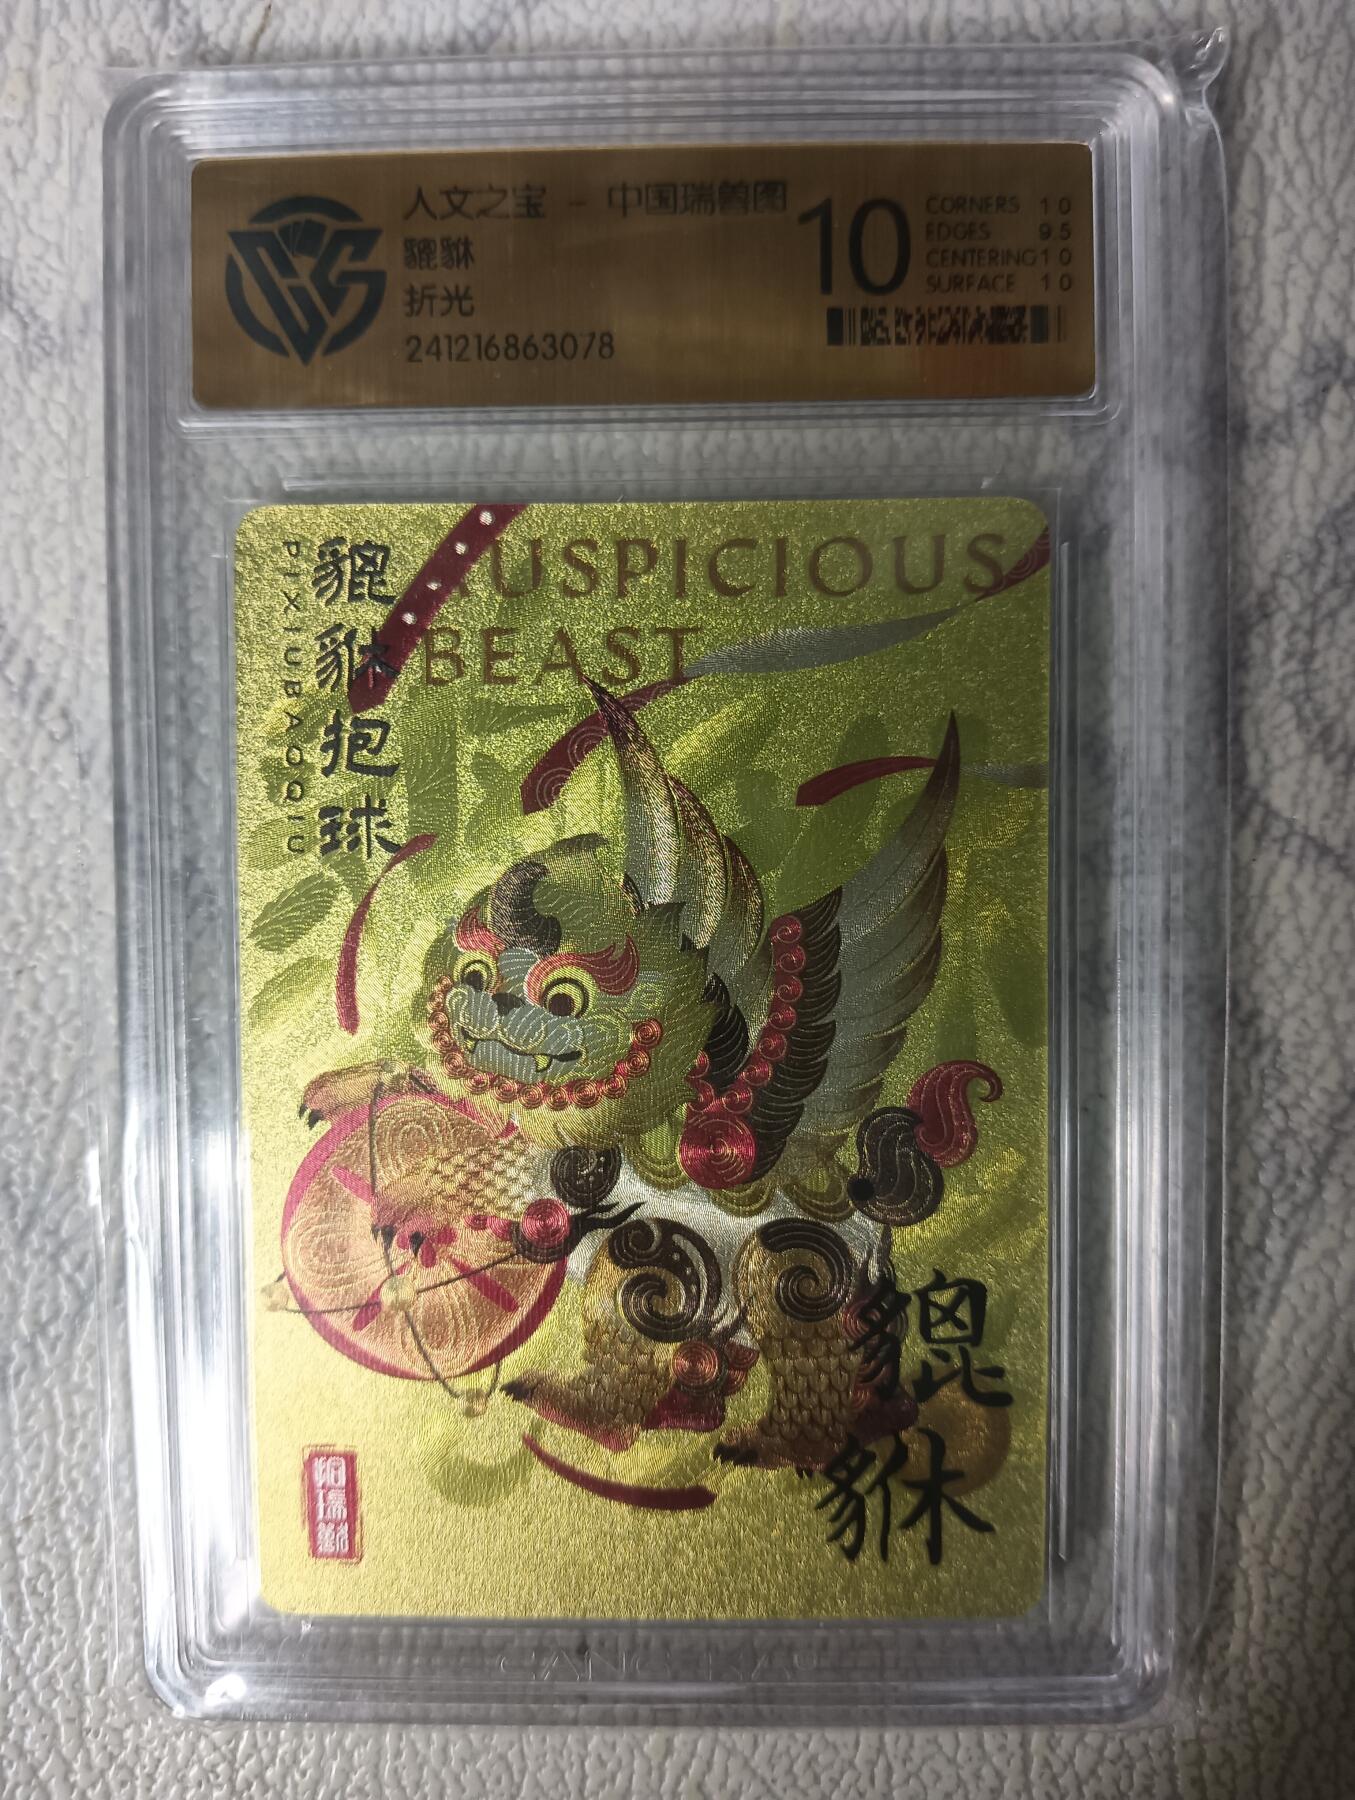 人文之宝 - 中国瑞兽图
貔貅
折光
241216863078
10
CORNERS 10
EDGES 9.5
CENTERING 10
SURFACE 10
AUSPICIOUS
BEAST
貔貅抱球
PIXIUBAOQIU
貔貅